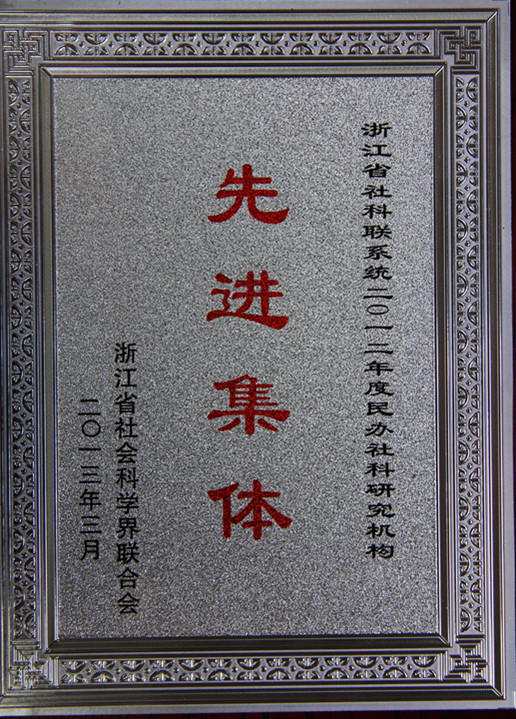 浙江省社科联系统二〇一二年度民办社科研究机构
先进集体
浙江省社会科学界联合会
二〇一三年三月